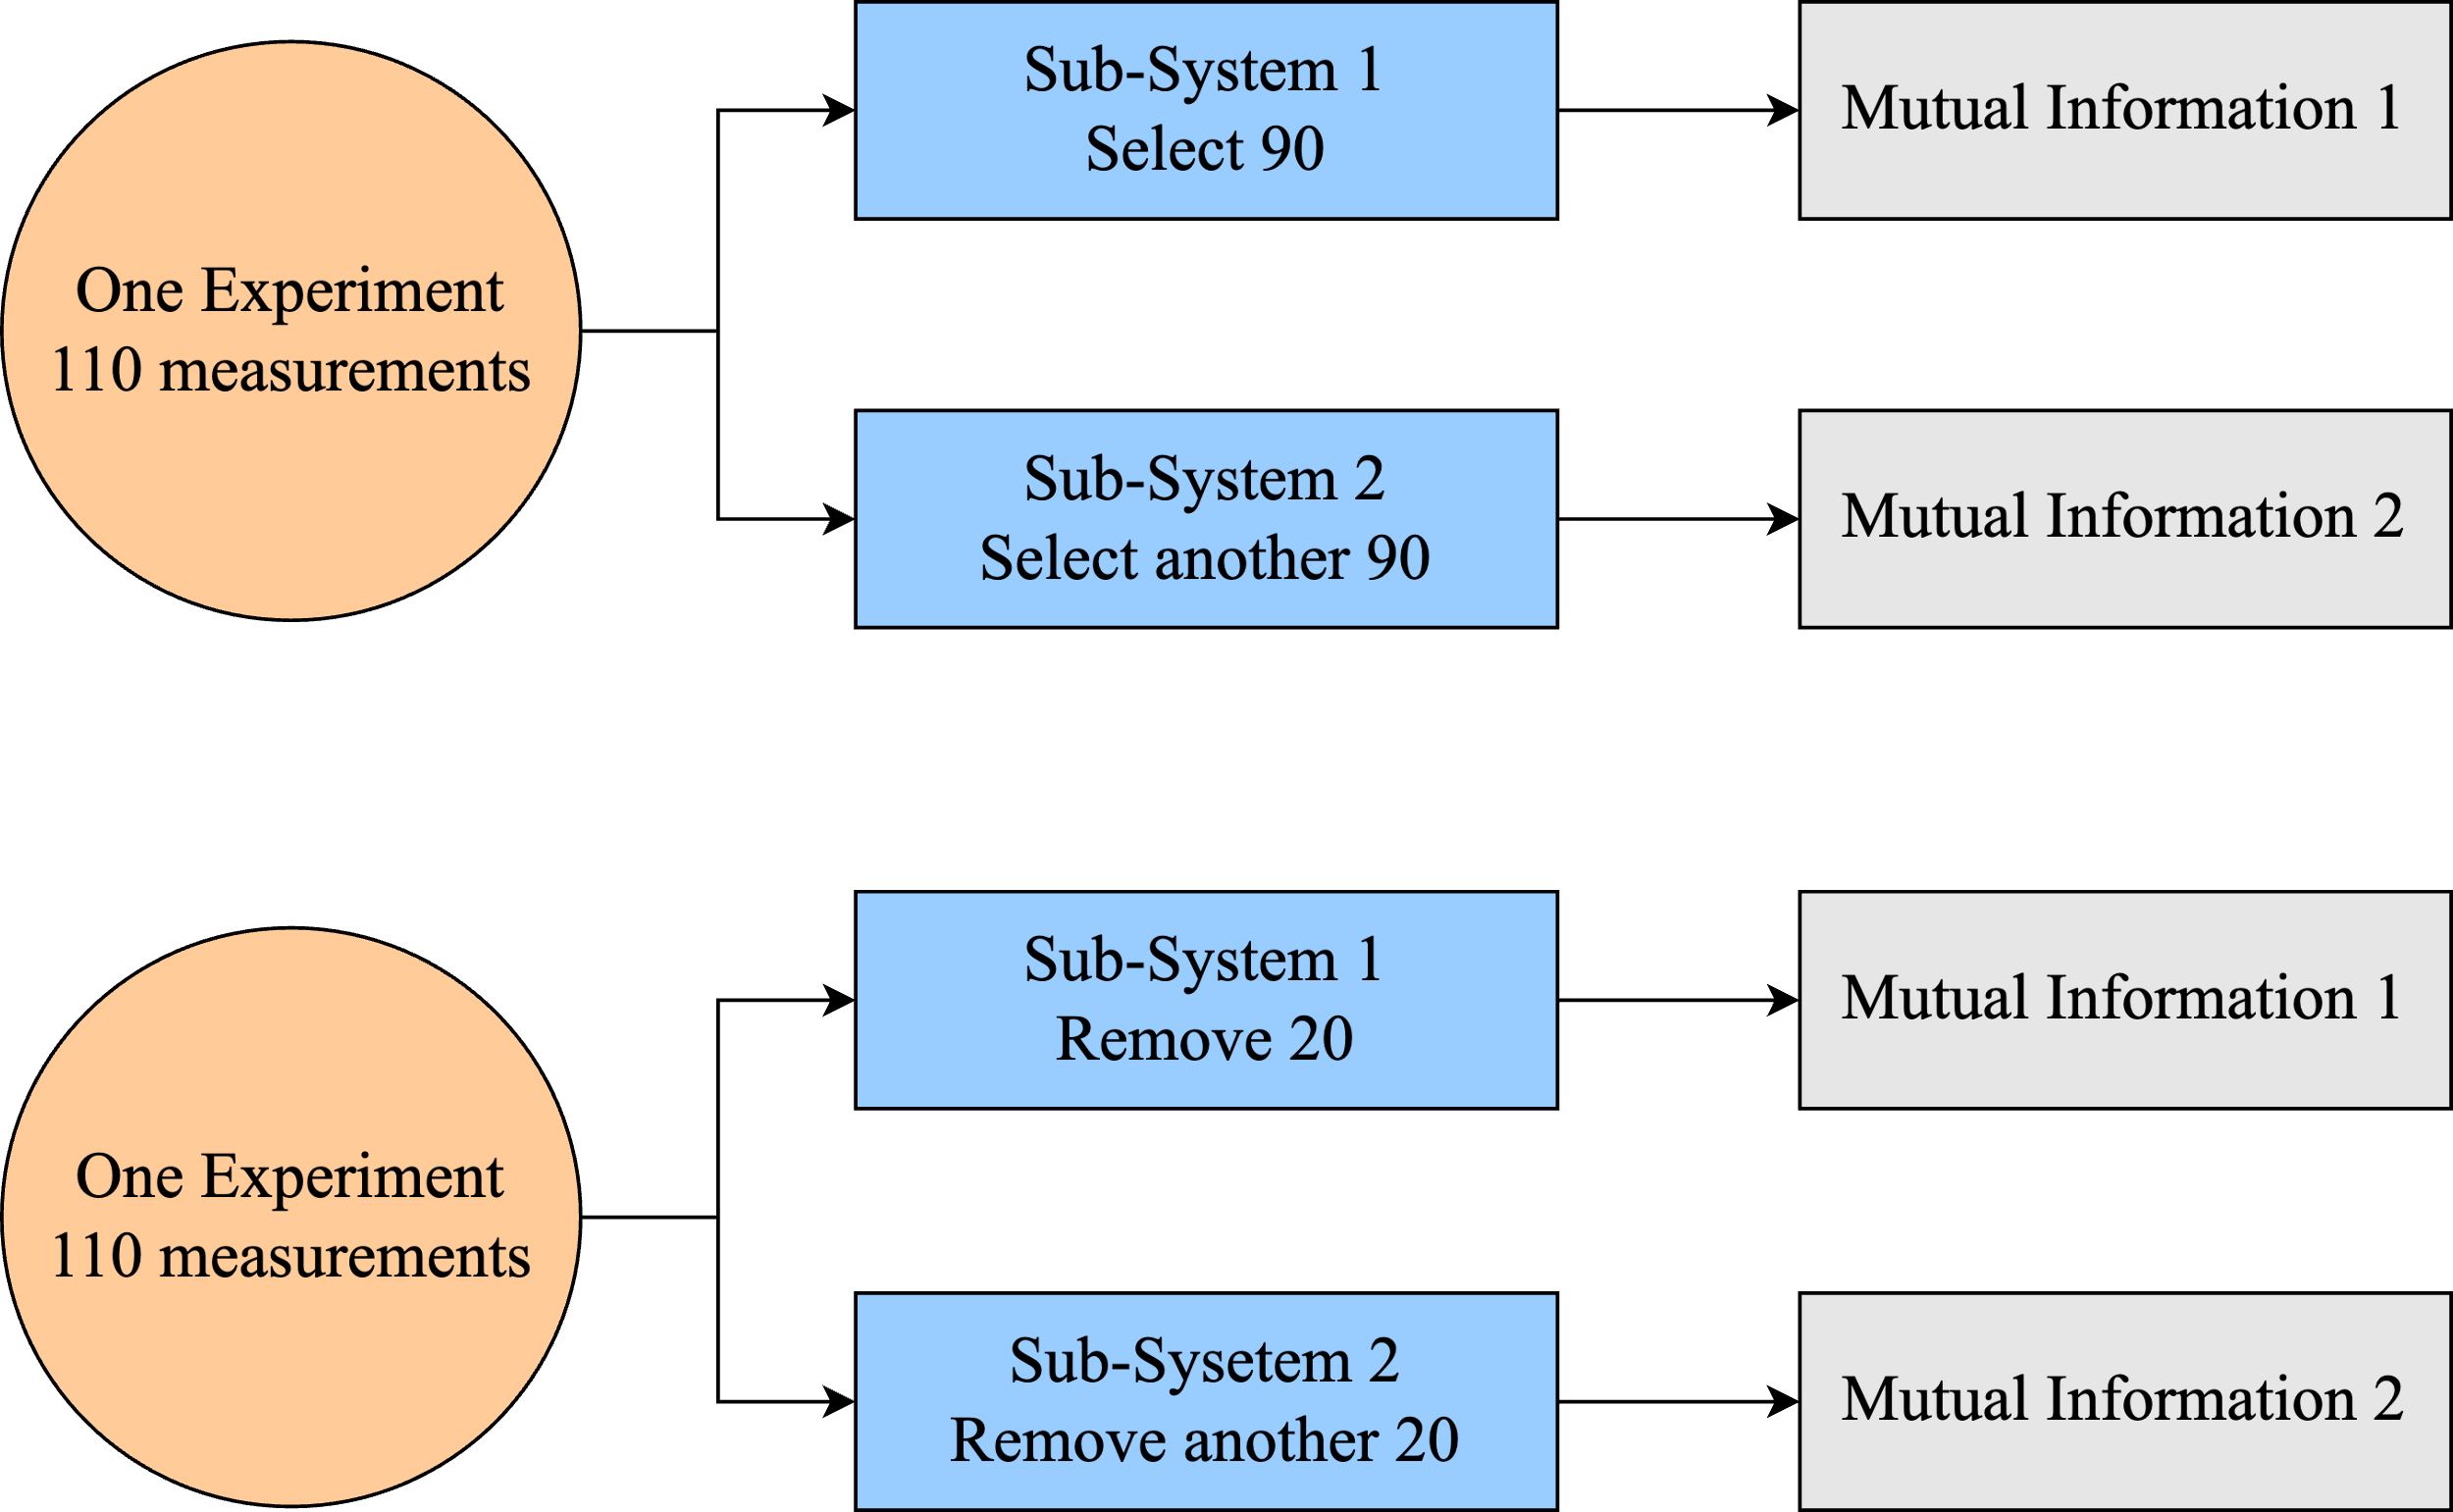 One Experiment
110 measurements
Sub-System 1
Select 90
Mutual Information 1
Sub-System 2
Select another 90
Mutual Information 2
One Experiment
110 measurements
Sub-System 1
Remove 20
Mutual Information 1
Sub-Sysetem 2
Remove another 20
Mutual Information 2